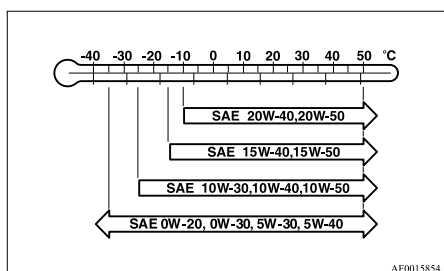 -40 -30 -20 -10 0 10 20 30 40 50 °C
SAE 20W-40,20W-50
SAE 15W-40,15W-50
SAE 10W-30,10W-40,10W-50
SAE 0W-20, 0W-30, 5W-30, 5W-40
AF0015854